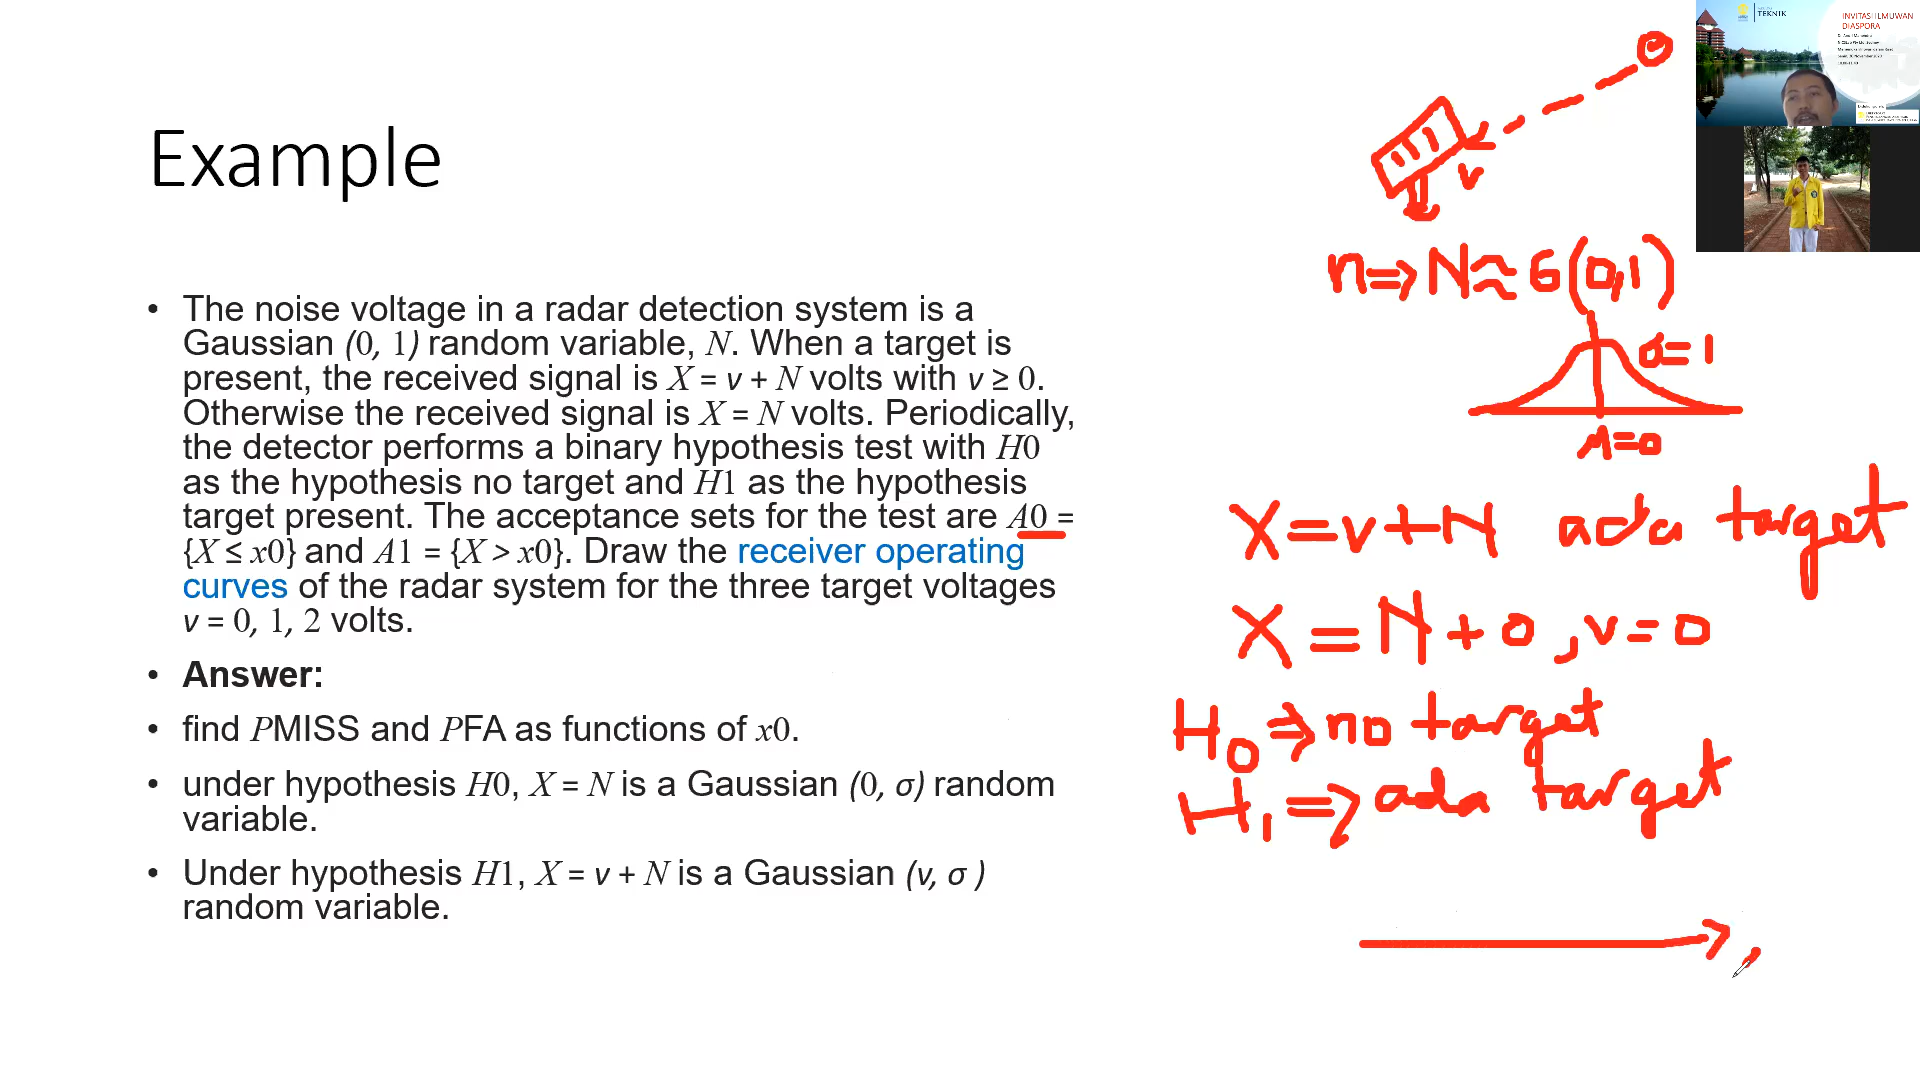 Example
• The noise voltage in a radar detection system is a
Gaussian (0, 1) random variable, N. When a target is
present, the received signal is X = v + N volts with v ≥ 0.
Otherwise the received signal is X = N volts. Periodically,
the detector performs a binary hypothesis test with H0
as the hypothesis no target and H1 as the hypothesis
target present. The acceptance sets for the test are A0 =
{X ≤ x0} and A1 = {X > x0}. Draw the receiver operating
curves of the radar system for the three target voltages
v = 0, 1, 2 volts.
• Answer:
• find PMISS and PFA as functions of x0.
• under hypothesis H0, X = N is a Gaussian (0, σ) random
variable.
• Under hypothesis H1, X = v + N is a Gaussian (v, σ )
random variable.
v
n⇒N≈G(0,1)
σ=1
μ=0
X=v+N ada target
X=N+0, v=0
H0⇒no target
H1⇒ada target
TEKNIK
INVITASI ILMUWAN
DIASPORA